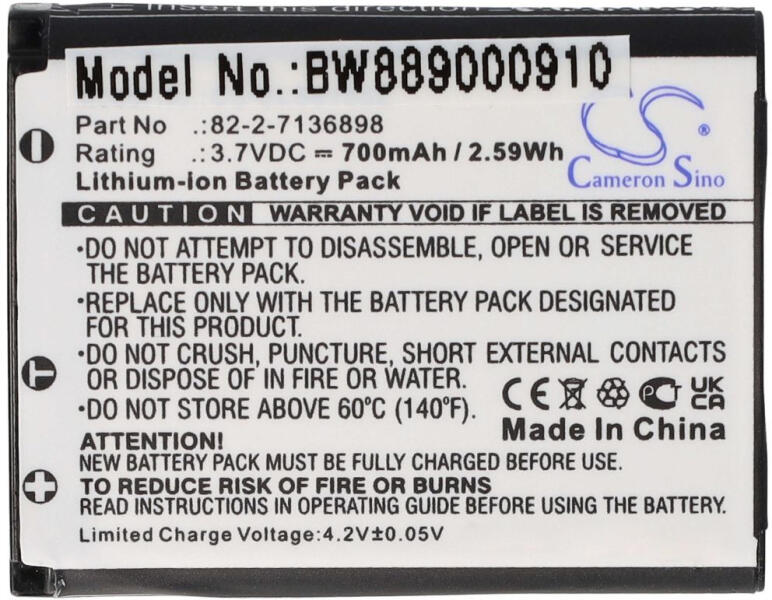 Model No.:BW889000910
Part No .:82-2-7136898
Rating .:3.7VDC ⎓ 700mAh / 2.59Wh
Lithium-ion Battery Pack
Cameron Sino
®
CAUTION WARRANTY VOID IF LABEL IS REMOVED
·DO NOT ATTEMPT TO DISASSEMBLE, OPEN OR SERVICE
THE BATTERY PACK.
·REPLACE ONLY WITH THE BATTERY PACK DESIGNATED
FOR THIS PRODUCT.
·DO NOT CRUSH, PUNCTURE, SHORT EXTERNAL CONTACTS
OR DISPOSE OF IN FIRE OR WATER.
·DO NOT STORE ABOVE 60°C (140°F).
CE UK CA
Made In China
ATTENTION!
NEW BATTERY PACK MUST BE FULLY CHARGED BEFORE USE
TO REDUCE RISK OF FIRE OR BURNS
READ INSTRUCTIONS IN OPERATING GUIDE BEFORE USE.
Limited Charge Voltage:4.2V±0.05V
T